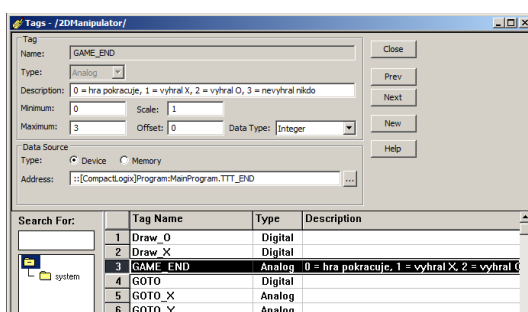 Tags - /2DManipulator/
Tag
Name: GAME_END
Close
Type: Analog
Prev
Description: 0 = hra pokracuje, 1 = vyhral X, 2 = vyhral O, 3 = nevyhral nikdo
Next
Minimum: 0 Scale: 1
Maximum: 3 Offset: 0 Data Type: Integer
New
Data Source
Help
Type: Device Memory
Address: ::[CompactLogix]Program:MainProgram.TTT_END ...
Search For:
system
Tag Name Type Description
1 Draw_O Digital
2 Draw_X Digital
3 GAME_END Analog 0 = hra pokracuje, 1 = vyhral X, 2 = vyhral O
4 GOTO Digital
5 GOTO_X Analog
6 GOTO_Y Analog